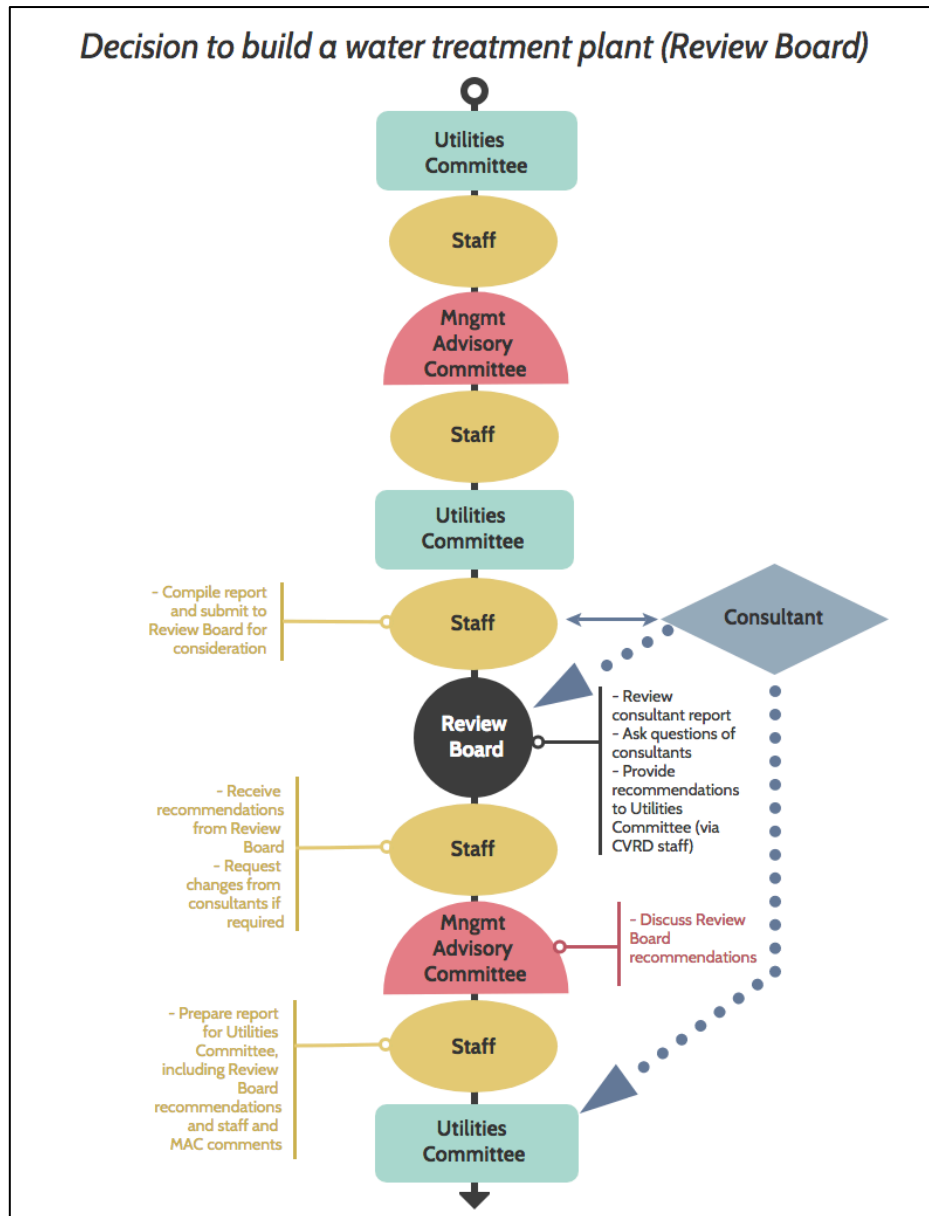 Decision to build a water treatment plant (Review Board)
Utilities
Committee
Staff
Mngmt
Advisory
Committee
Staff
Utilities
Committee
- Compile report
and submit to
Review Board for
consideration
Staff
Consultant
Review
Board
- Review
consultant report
- Ask questions of
consultants
- Provide
recommendations
to Utilities
Committee (via
CVRD staff)
- Receive
recommendations
from Review
Board
- Request
changes from
consultants if
required
Staff
Mngmt
Advisory
Committee
- Discuss Review
Board
recommendations
- Prepare report
for Utilities
Committee,
including Review
Board
recommendations
and staff and
MAC comments
Staff
Utilities
Committee